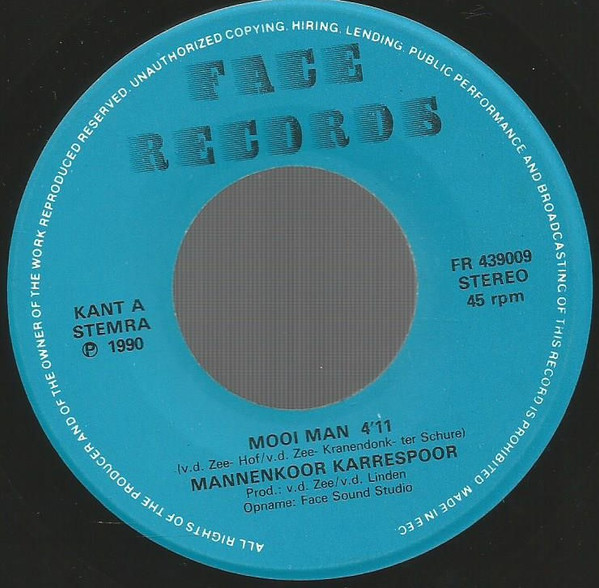 ALL RIGHTS OF THE PRODUCER AND OF THE OWNER OF THE WORK REPRODUCED RESERVED. UNAUTHORIZED COPYING. HIRING. LENDING. PUBLIC PERFORMANCE AND BROADCASTING OF THIS RECORD IS PROHIBITED MADE IN EEC.
FACE
RECORDS
KANT A
STEMRA
℗ 1990
FR 439009
STEREO
45 rpm
MOOI MAN 4'11
(v.d. Zee- Hof/v.d. Zee- Kranendonk- ter Schure)
MANNENKOOR KARRESPOOR
Prod.: v.d. Zee/v.d. Linden
Opname: Face Sound Studio